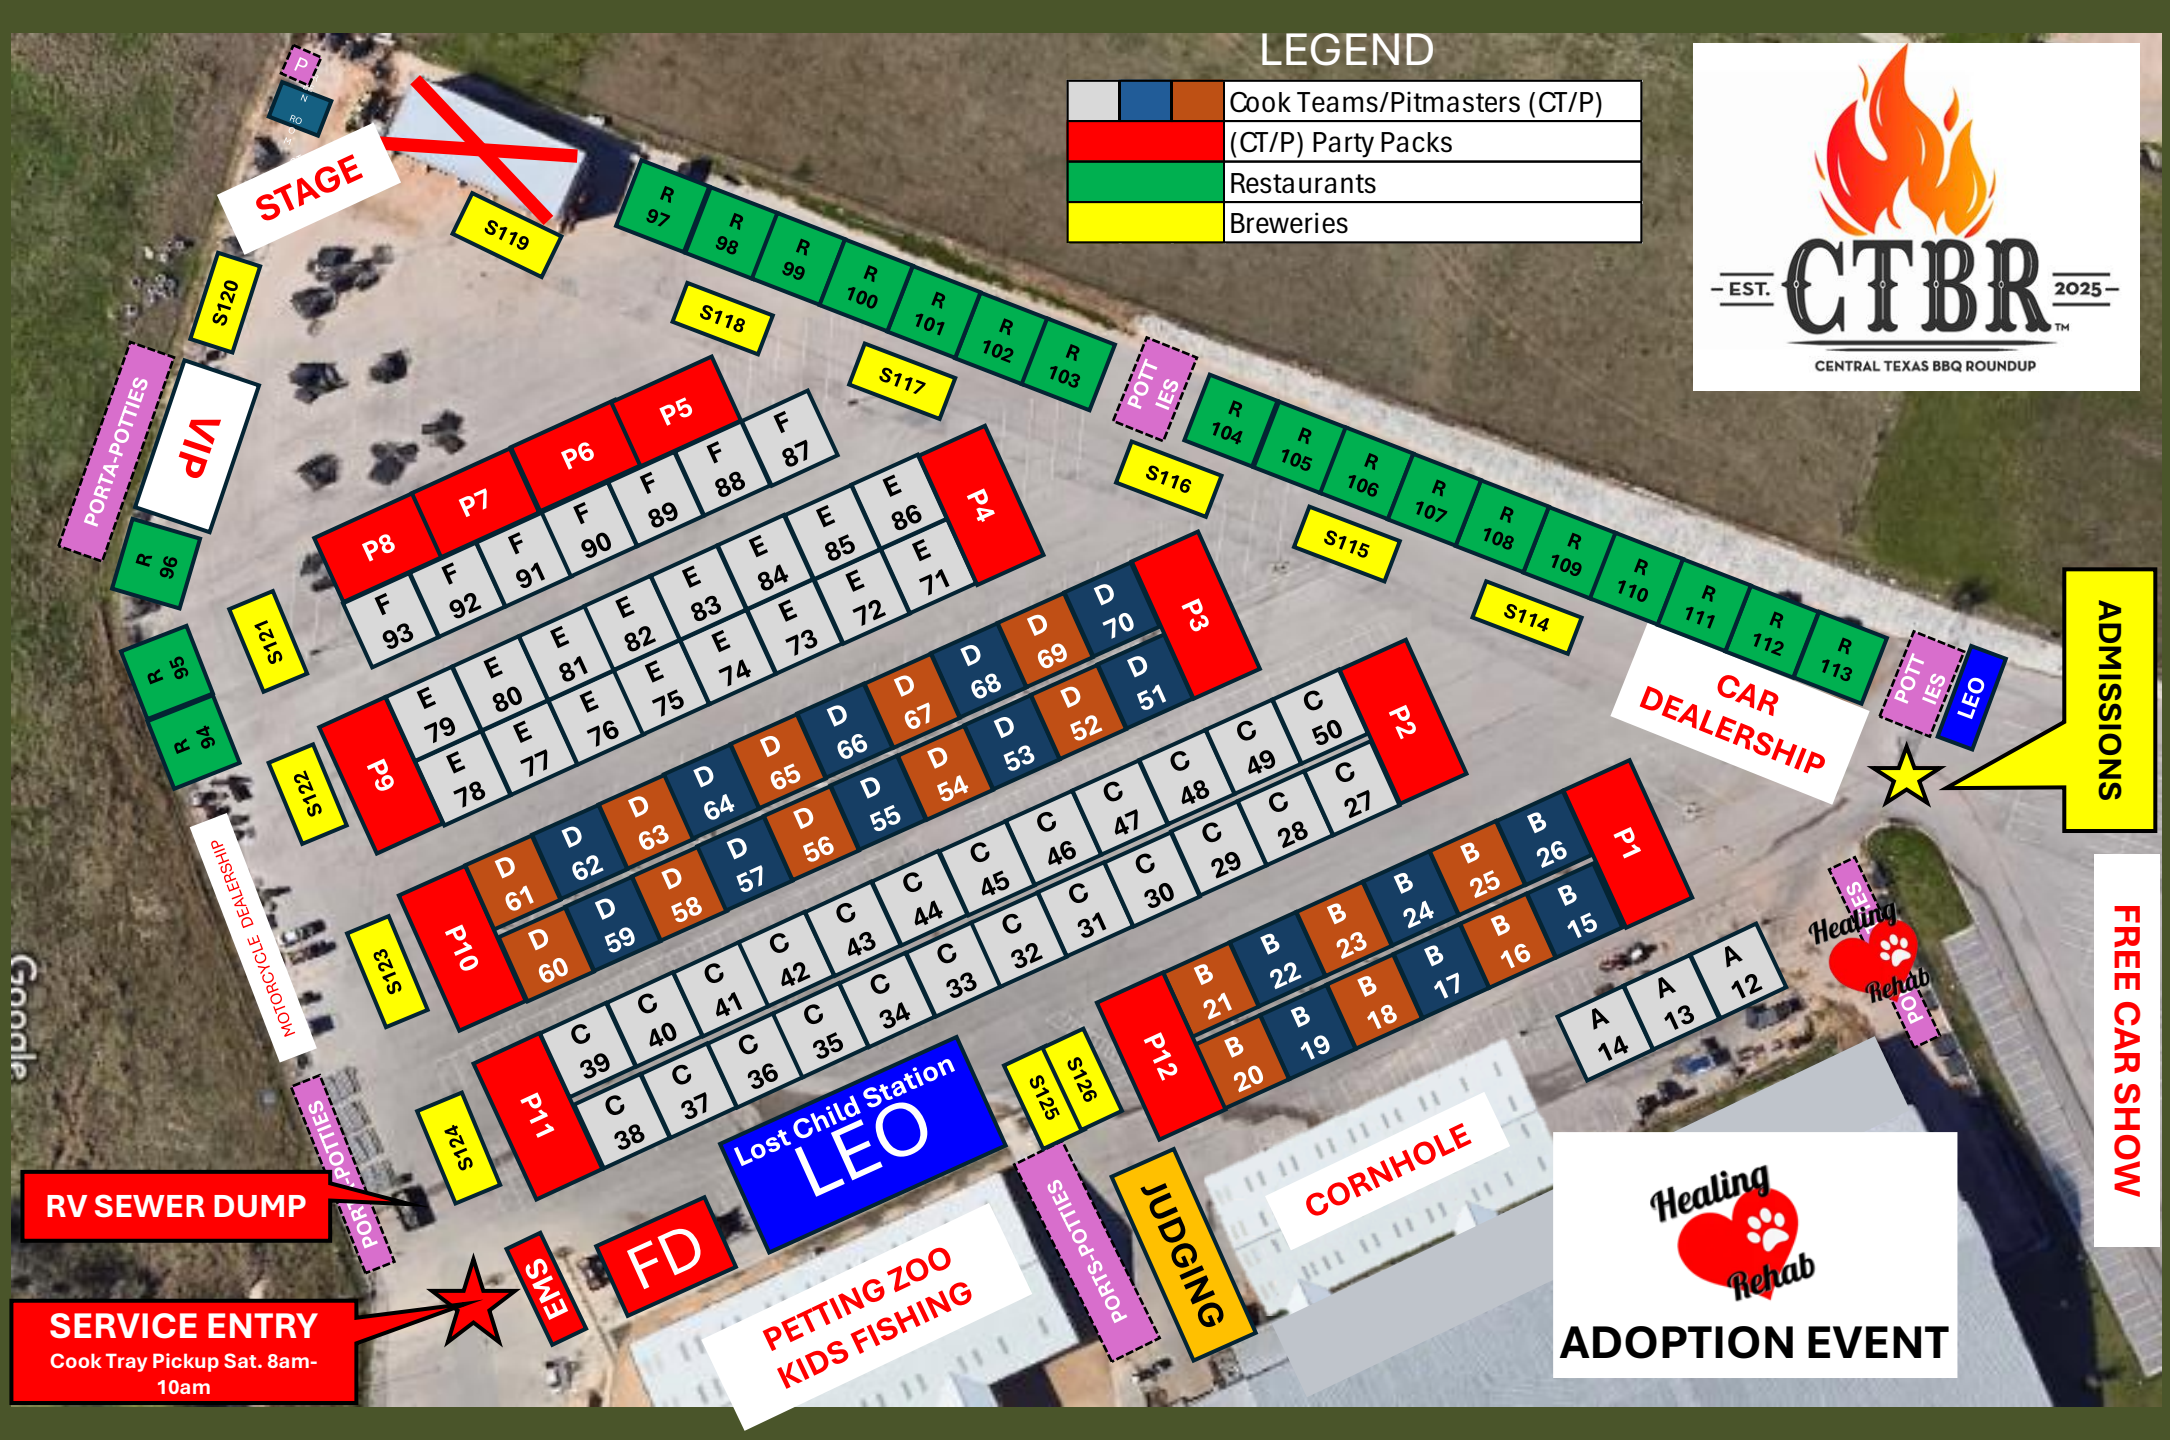 LEGEND
Cook Teams/Pitmasters (CT/P)
(CT/P) Party Packs
Restaurants
Breweries
EST. CTBR 2025
TM
CENTRAL TEXAS BBQ ROUNDUP
P
STAGE
S119
S120
S118
S117
S116
S115
S114
R 97
R 98
R 99
R 100
R 101
R 102
R 103
POTT
IES
R 104
R 105
R 106
R 107
R 108
R 109
R 110
R 111
R 112
R 113
POTT
IES
LEO
ADMISSIONS
CAR
DEALERSHIP
PORTA-POTTIES
VIP
R 96
R 95
R 94
S121
S122
S123
S124
P8
P7
P6
P5
F 93
F 92
F 91
F 90
F 89
F 88
F 87
P9
E 79
E 80
E 81
E 82
E 83
E 84
E 85
E 86
P4
E 78
E 77
E 76
E 75
E 74
E 73
E 72
E 71
P10
D 61
D 62
D 63
D 64
D 65
D 66
D 67
D 68
D 69
D 70
P3
D 60
D 59
D 58
D 57
D 56
D 55
D 54
D 53
D 52
D 51
P11
C 39
C 40
C 41
C 42
C 43
C 44
C 45
C 46
C 47
C 48
C 49
C 50
P2
C 38
C 37
C 36
C 35
C 34
C 33
C 32
C 31
C 30
C 29
C 28
C 27
P12
B 21
B 22
B 23
B 24
B 25
B 26
P1
B 20
B 19
B 18
B 17
B 16
B 15
A 14
A 13
A 12
MOTORCYCLE DEALERSHIP
Google
RV SEWER DUMP
SERVICE ENTRY
Cook Tray Pickup Sat. 8am-
10am
EMS
FD
Lost Child Station
LEO
S125
S126
PORTS-POTTIES
JUDGING
PETTING ZOO
KIDS FISHING
CORNHOLE
Healing
Rehab
Healing
Rehab
ADOPTION EVENT
FREE CAR SHOW